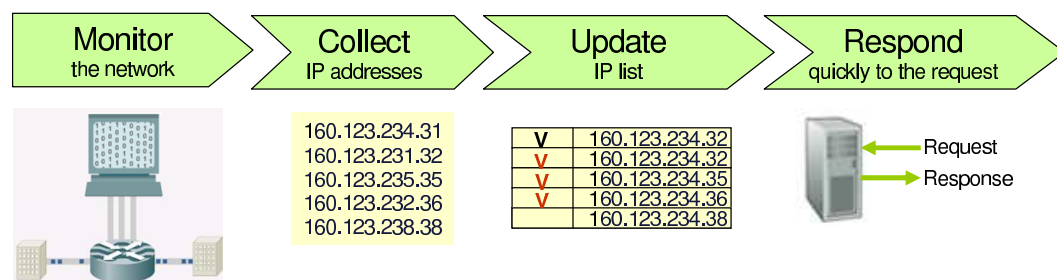 Monitor
the network
Collect
IP addresses
Update
IP list
Respond
quickly to the request
160.123.234.31
160.123.231.32
160.123.235.35
160.123.232.36
160.123.238.38
V 160.123.234.32
V 160.123.234.32
V 160.123.234.35
V 160.123.234.36
160.123.234.38
Request
Response